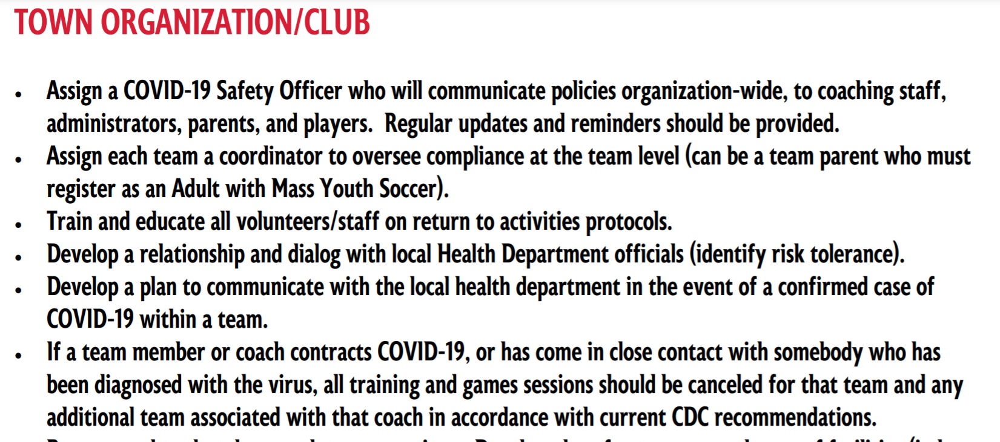 TOWN ORGANIZATION/CLUB
• Assign a COVID-19 Safety Officer who will communicate policies organization-wide, to coaching staff,
administrators, parents, and players.  Regular updates and reminders should be provided.
• Assign each team a coordinator to oversee compliance at the team level (can be a team parent who must
register as an Adult with Mass Youth Soccer).
• Train and educate all volunteers/staff on return to activities protocols.
• Develop a relationship and dialog with local Health Department officials (identify risk tolerance).
• Develop a plan to communicate with the local health department in the event of a confirmed case of
COVID-19 within a team.
• If a team member or coach contracts COVID-19, or has come in close contact with somebody who has
been diagnosed with the virus, all training and games sessions should be canceled for that team and any
additional team associated with that coach in accordance with current CDC recommendations.